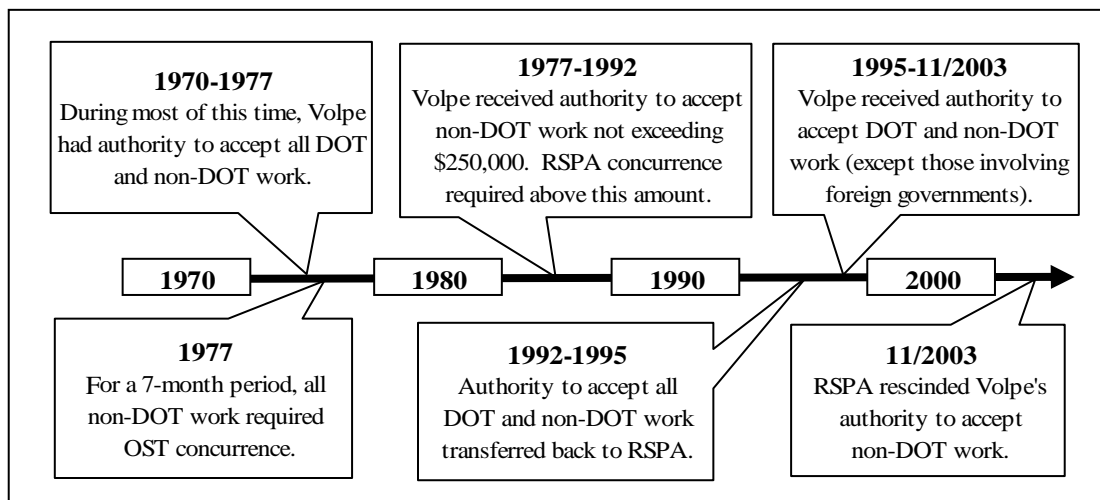 1970-1977
During most of this time, Volpe
had authority to accept all DOT
and non-DOT work.
1977-1992
Volpe received authority to accept
non-DOT work not exceeding
$250,000. RSPA concurrence
required above this amount.
1995-11/2003
Volpe received authority to
accept DOT and non-DOT
work (except those involving
foreign governments).
1970
1980
1990
2000
1977
For a 7-month period, all
non-DOT work required
OST concurrence.
1992-1995
Authority to accept all
DOT and non-DOT work
transferred back to RSPA.
11/2003
RSPA rescinded Volpe's
authority to accept
non-DOT work.